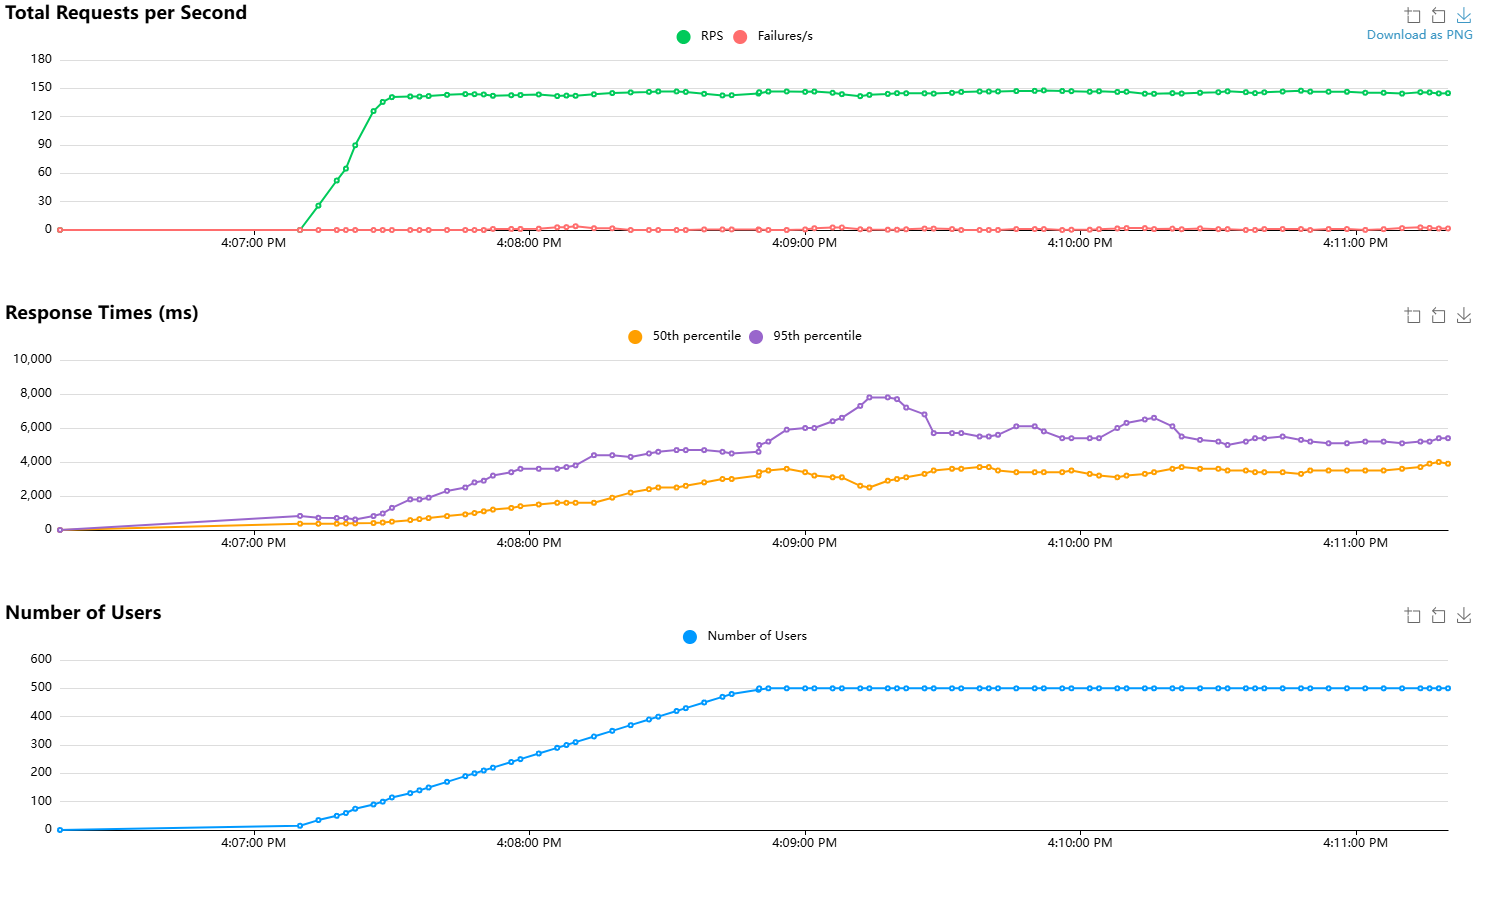 Total Requests per Second
RPS Failures/s
Download as PNG
180
150
120
90
60
30
0
4:07:00 PM 4:08:00 PM 4:09:00 PM 4:10:00 PM 4:11:00 PM
Response Times (ms)
50th percentile 95th percentile
10,000
8,000
6,000
4,000
2,000
0
4:07:00 PM 4:08:00 PM 4:09:00 PM 4:10:00 PM 4:11:00 PM
Number of Users
Number of Users
600
500
400
300
200
100
0
4:07:00 PM 4:08:00 PM 4:09:00 PM 4:10:00 PM 4:11:00 PM